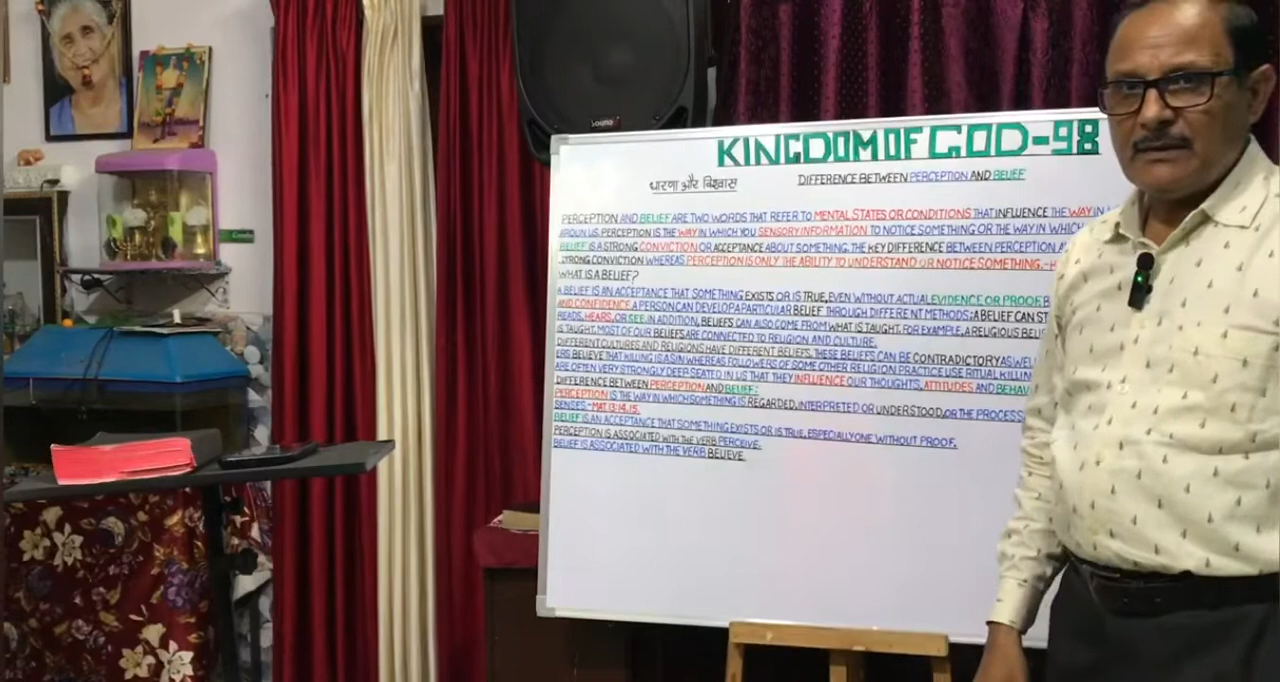 KINGDOM OF GOD-98
धारणा और विश्वास
DIFFERENCE BETWEEN PERCEPTION AND BELIEF
PERCEPTION AND BELIEF ARE TWO WORDS THAT REFER TO MENTAL STATES OR CONDITIONS THAT INFLUENCE THE WAY IN
AROUN US. PERCEPTION IS THE WAY IN WHICH YOU SENSORY INFORMATION TO NOTICE SOMETHING OR THE WAY IN WHICH
BELIEF IS A STRONG CONVICTION OR ACCEPTANCE ABOUT SOMETHING. THE KEY DIFFERENCE BETWEEN PERCEPTION
STRONG CONVICTION WHEREAS PERCEPTION IS ONLY THE ABILITY TO UNDERSTAND OR NOTICE SOMETHING.-
WHAT IS A BELIEF?
A BELIEF IS AN ACCEPTANCE THAT SOMETHING EXISTS OR IS TRUE, EVEN WITHOUT ACTUAL EVIDENCE OR PROOF
AND CONFIDENCE A PERSON CAN DEVELOP A PARTICULAR BELIEF THROUGH DIFFERENT METHODS: A BELIEF CAN ST
READS, HEARS, OR SEE. IN ADDITION, BELIEFS CAN ALSO COME FROM WHAT IS TAUGHT. FOR EXAMPLE, A RELIGIOUS
IS TAUGHT. MOST OF OUR BELIEFS ARE CONNECTED TO RELIGION AND CULTURE.
DIFFERENT CULTURES AND RELIGIONS HAVE DIFFERENT BELIEFS. THESE BELIEFS CAN BE CONTRADICTORY AS WELL
ERS BELIEVE THAT KILLING IS A SIN WHEREAS FOLLOWERS OF SOME OTHER RELIGION PRACTICE USE RITUAL KILLIN
ARE OFTEN VERY STRONGLY DEEP SEATED IN US THAT THEY INFLUENCE OUR THOUGHTS, ATTITUDES AND BEHAV
DIFFERENCE BETWEEN PERCEPTION AND BELIEF:
PERCEPTION IS THE WAY IN WHICH SOMETHING IS REGARDED, INTERPRETED OR UNDERSTOOD, OR THE PROCESS
SENSES-MAT.13:14,15.
BELIEF IS AN ACCEPTANCE THAT SOMETHING EXISTS OR IS TRUE, ESPECIALLY ONE WITHOUT PROOF.
PERCEPTION IS ASSOCIATED WITH THE VERB PERCEIVE.
BELIEF IS ASSOCIATED WITH THE VERB BELIEVE.